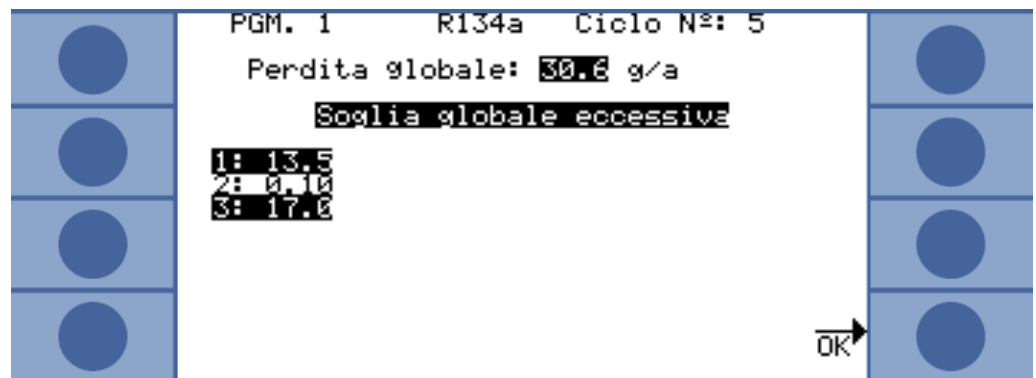 PGM. 1 R134a Ciclo Nº: 5
Perdita globale: 30.6 g/a
Soglia globale eccessiva
1: 13.5
2: 0.10
3: 17.0
OK